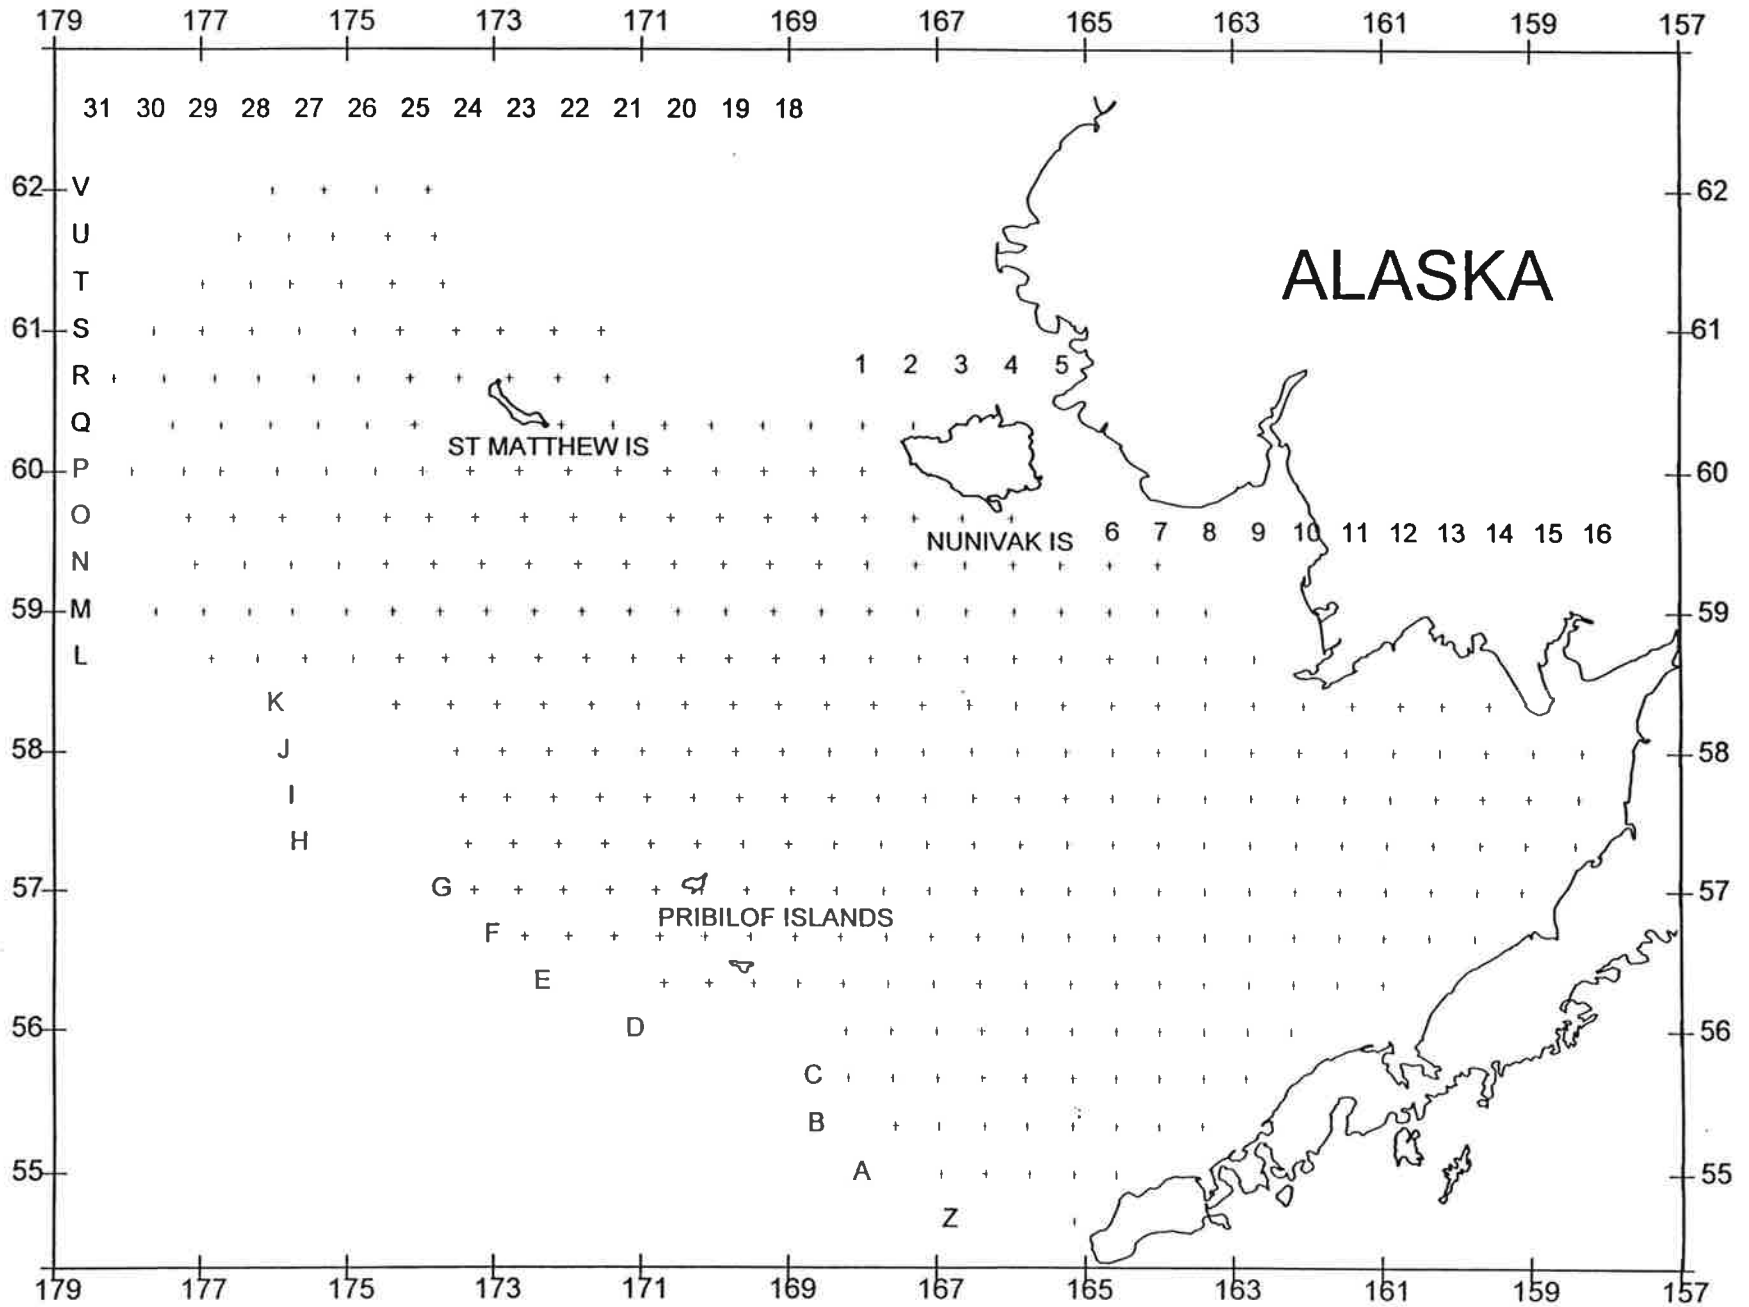 179 177 175 173 171 169 167 165 163 161 159 157
31 30 29 28 27 26 25 24 23 22 21 20 19 18
62 V 62
U
ALASKA
T
61 S 61
1 2 3 4 5
R
Q
ST MATTHEW IS
60 P 60
O
6 7 8 9 10 11 12 13 14 15 16
NUNIVAK IS
N
59 M 59
L
K
58 J 58
I
H
57 G 57
PRIBILOF ISLANDS
F
E
56 D 56
C
B
55 A 55
Z
179 177 175 173 171 169 167 165 163 161 159 157